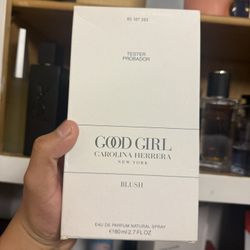 TESTER
PROBADOR
GOOD GIRL
CAROLINA HERRERA
NEW YORK
BLUSH
EAU DE PARFUM NATURAL SPRAY
℮80ml 2.7 FL.OZ